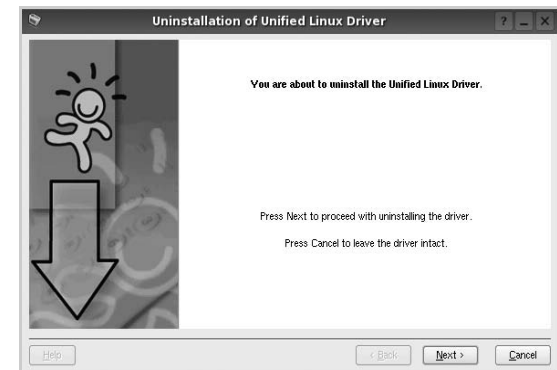 Uninstallation of Unified Linux Driver
You are about to uninstall the Unified Linux Driver.
Press Next to proceed with uninstalling the driver.
Press Cancel to leave the driver intact.
Help
< Back
Next >
Cancel